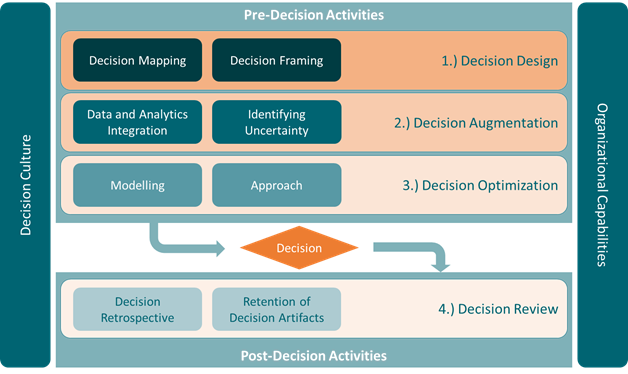 Pre-Decision Activities
Decision Culture
Organizational Capabilities
Decision Mapping
Decision Framing
1.) Decision Design
Data and Analytics
Integration
Identifying
Uncertainty
2.) Decision Augmentation
Modelling
Approach
3.) Decision Optimization
Decision
Decision
Retrospective
Retention of
Decision Artifacts
4.) Decision Review
Post-Decision Activities